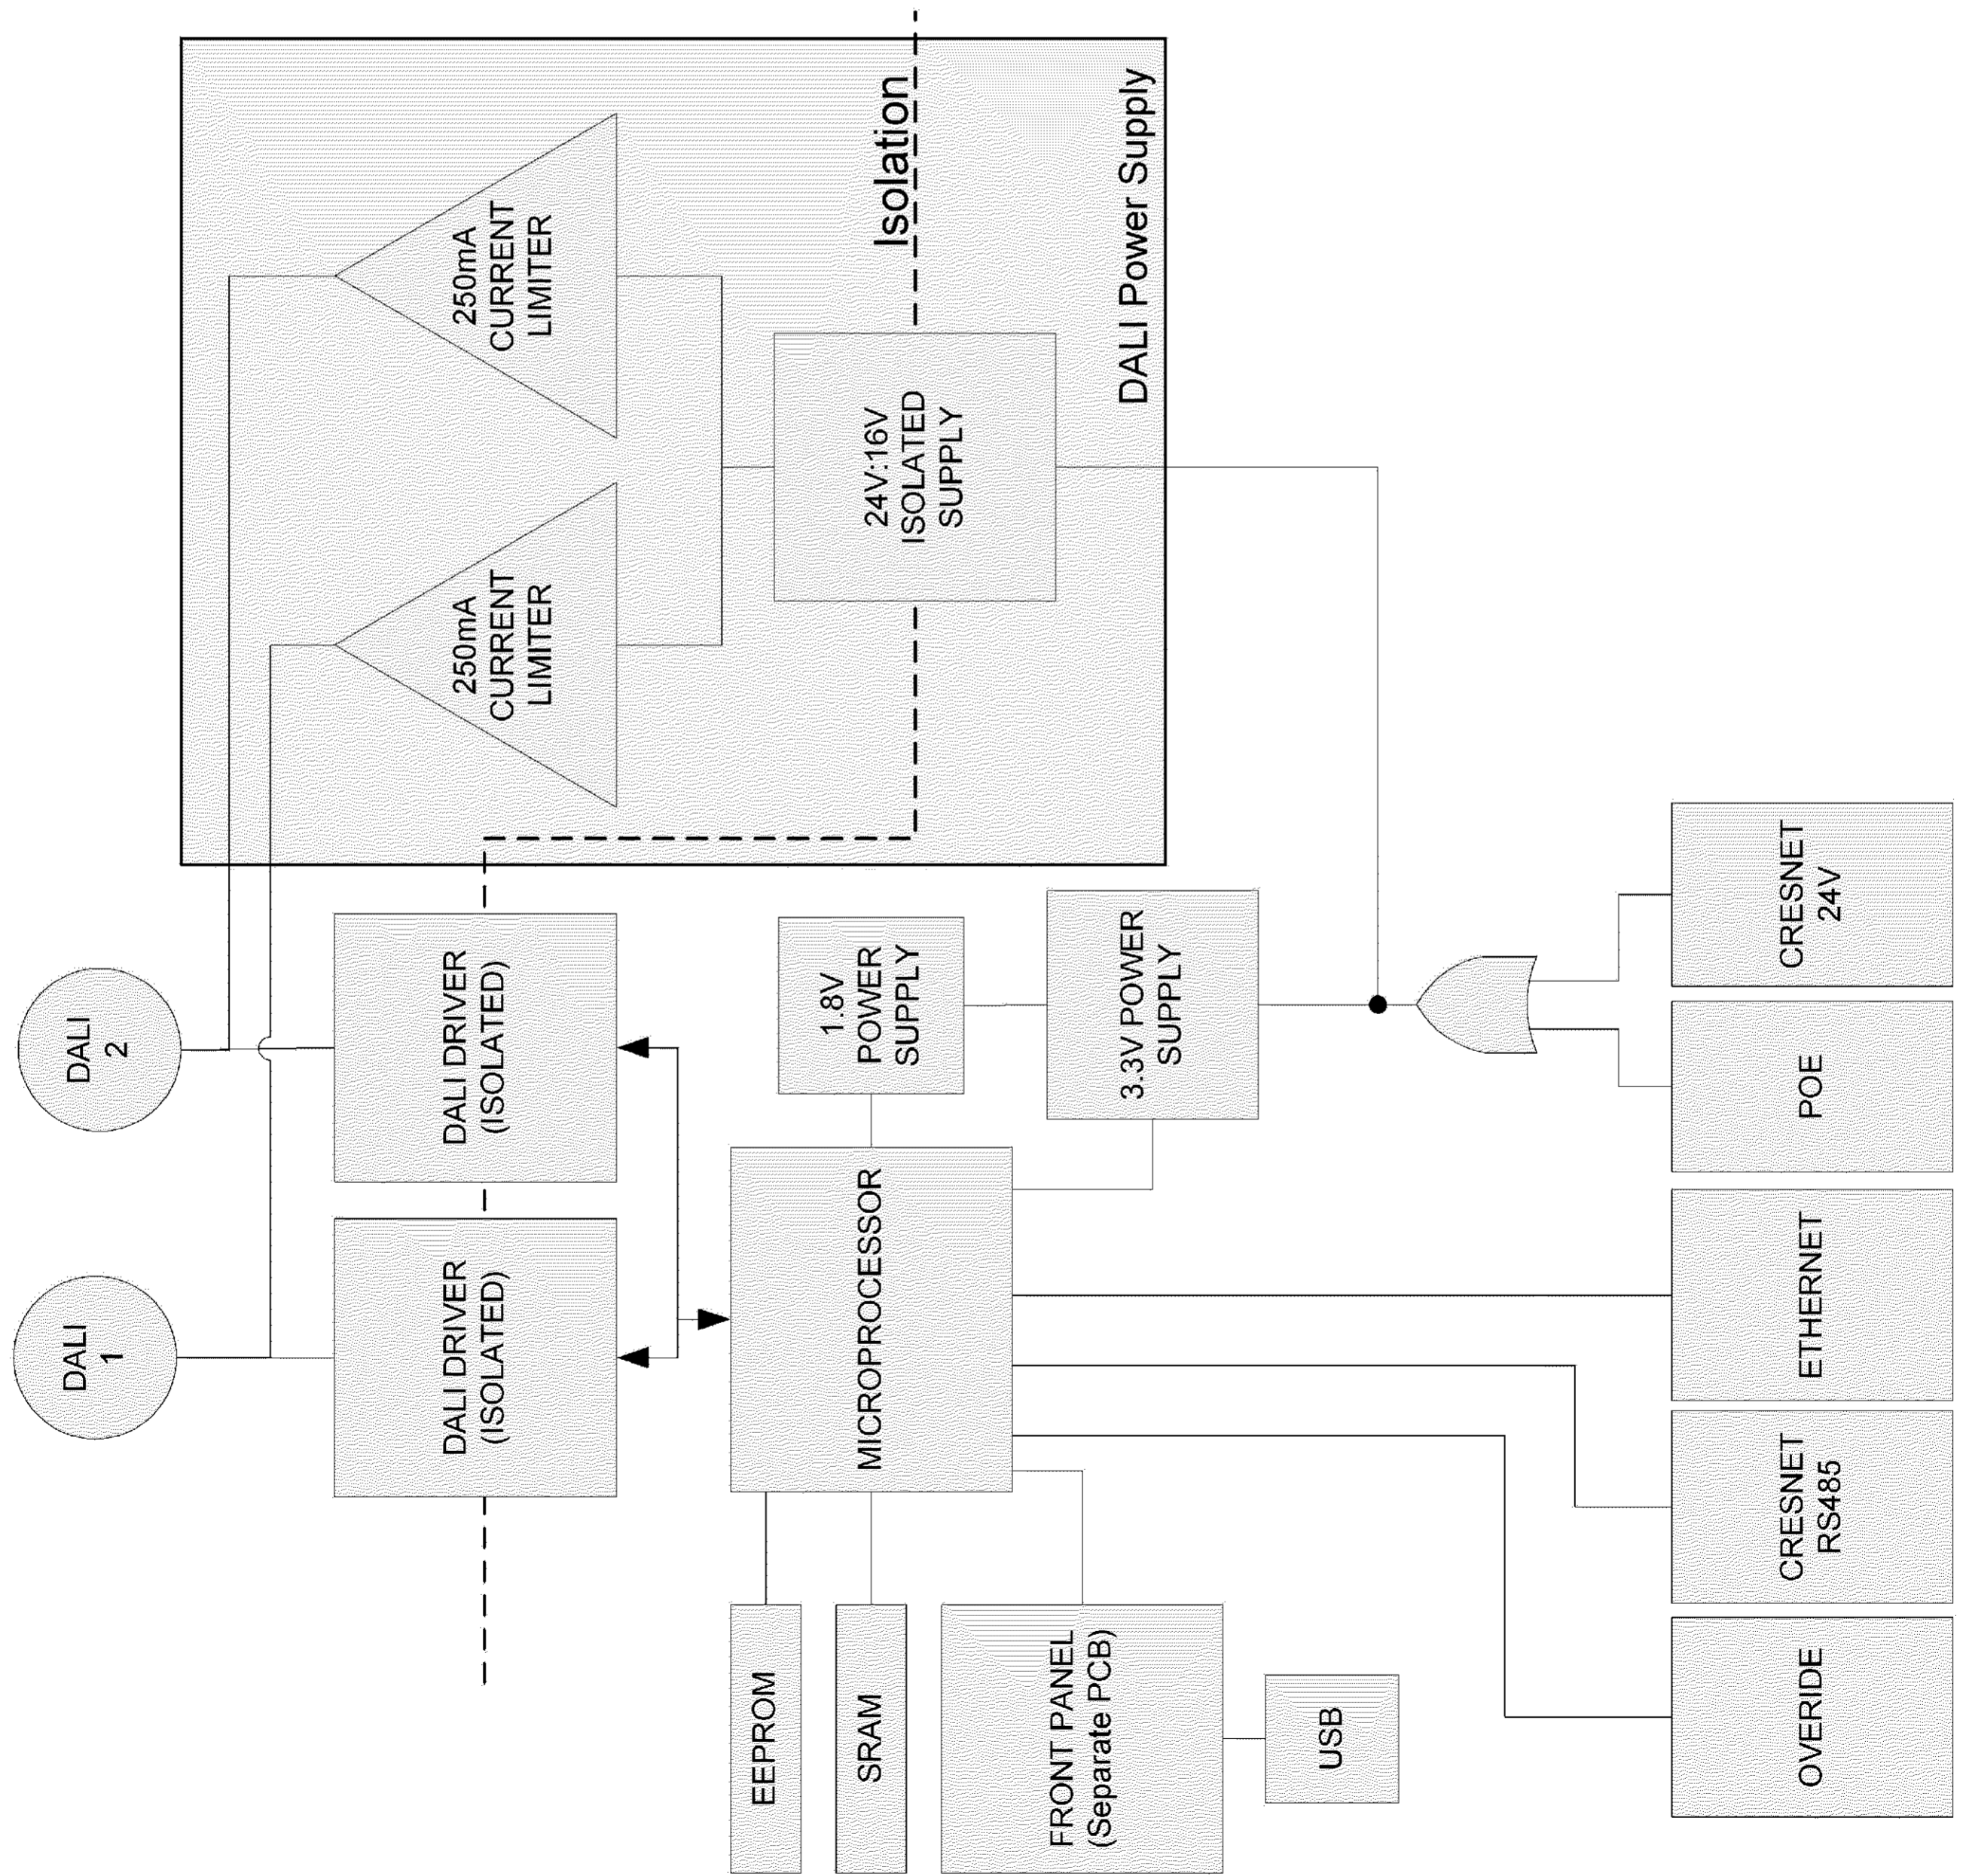 DALI
1
DALI
2
DALI DRIVER
(ISOLATED)
DALI DRIVER
(ISOLATED)
250mA
CURRENT
LIMITER
250mA
CURRENT
LIMITER
Isolation
24V:16V
ISOLATED
SUPPLY
DALI Power Supply
EEPROM
SRAM
FRONT PANEL
(Separate PCB)
USB
MICROPROCESSOR
1.8V
POWER
SUPPLY
3.3V POWER
SUPPLY
OVERIDE
CRESNET
RS485
ETHERNET
POE
CRESNET
24V